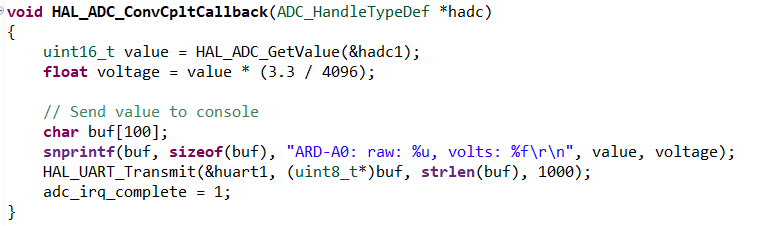 void HAL_ADC_ConvCpltCallback(ADC_HandleTypeDef *hadc)
{
    uint16_t value = HAL_ADC_GetValue(&hadc1);
    float voltage = value * (3.3 / 4096);

    // Send value to console
    char buf[100];
    snprintf(buf, sizeof(buf), "ARD-A0: raw: %u, volts: %f\r\n", value, voltage);
    HAL_UART_Transmit(&huart1, (uint8_t*)buf, strlen(buf), 1000);
    adc_irq_complete = 1;
}